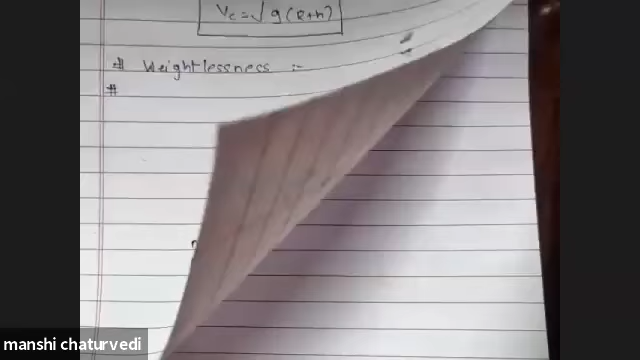 Vc = √g(R+h)
# Weightlessness :-
#
manshi chaturvedi